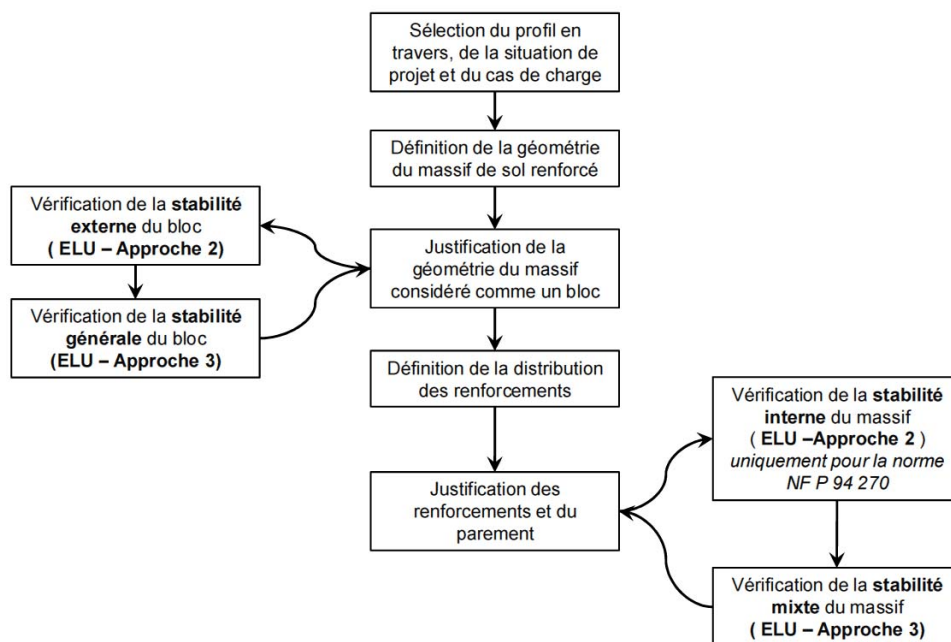 Sélection du profil en
travers, de la situation de
projet et du cas de charge
Définition de la géométrie
du massif de sol renforcé
Vérification de la stabilité
externe du bloc
( ELU – Approche 2)
Justification de la
géométrie du massif
considéré comme un bloc
Vérification de la stabilité
générale du bloc
(ELU – Approche 3)
Définition de la distribution
des renforcements
Vérification de la stabilité
interne du massif
( ELU –Approche 2 )
uniquement pour la norme
NF P 94 270
Justification des
renforcements et du
parement
Vérification de la stabilité
mixte du massif
( ELU – Approche 3)